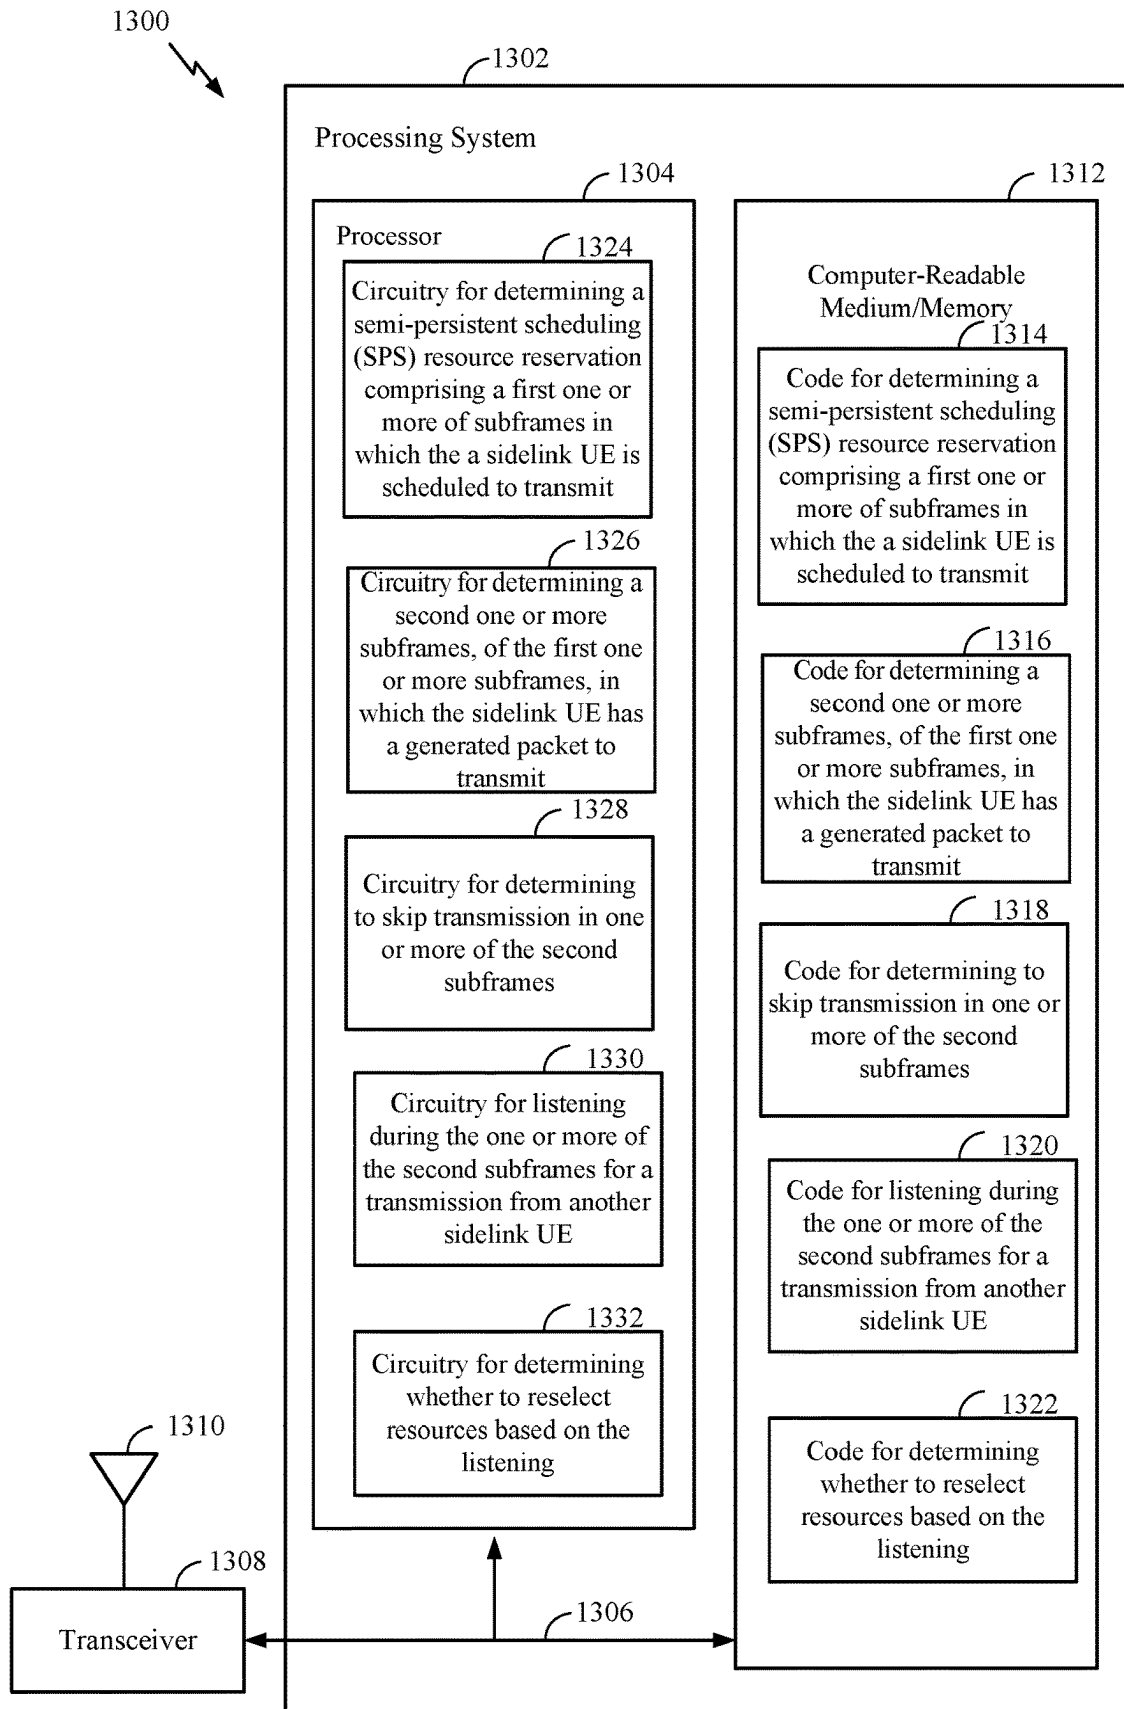 1300
1302
Processing System
1304
Processor
1324
Circuitry for determining a
semi-persistent scheduling
(SPS) resource reservation
comprising a first one or
more of subframes in
which the a sidelink UE is
scheduled to transmit
1326
Circuitry for determining a
second one or more
subframes, of the first one
or more subframes, in
which the sidelink UE has
a generated packet to
transmit
1328
Circuitry for determining
to skip transmission in one
or more of the second
subframes
1330
Circuitry for listening
during the one or more of
the second subframes for a
transmission from another
sidelink UE
1332
Circuitry for determining
whether to reselect
resources based on the
listening
1312
Computer-Readable
Medium/Memory
1314
Code for determining a
semi-persistent scheduling
(SPS) resource reservation
comprising a first one or
more of subframes in
which the a sidelink UE is
scheduled to transmit
1316
Code for determining a
second one or more
subframes, of the first one
or more subframes, in
which the sidelink UE has
a generated packet to
transmit
1318
Code for determining to
skip transmission in one or
more of the second
subframes
1320
Code for listening during
the one or more of the
second subframes for a
transmission from another
sidelink UE
1322
Code for determining
whether to reselect
resources based on the
listening
1310
1308
Transceiver
1306